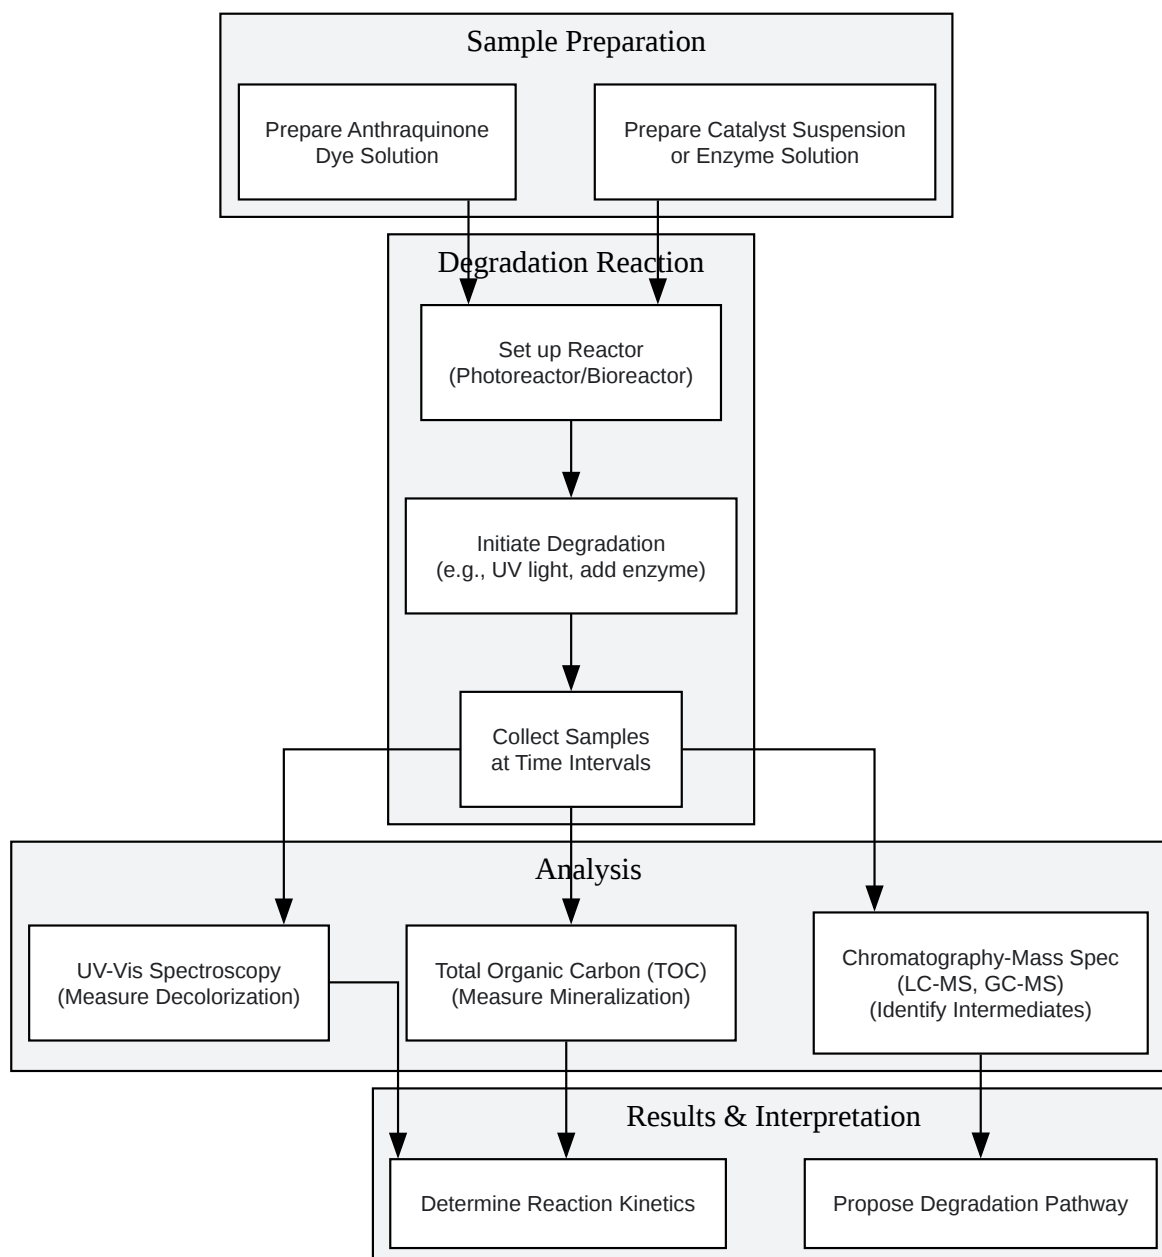 Sample Preparation
Prepare Anthraquinone
Dye Solution
Prepare Catalyst Suspension
or Enzyme Solution
Degradation Reaction
Set up Reactor
(Photoreactor/Bioreactor)
Initiate Degradation
(e.g., UV light, add enzyme)
Collect Samples
at Time Intervals
Analysis
UV-Vis Spectroscopy
(Measure Decolorization)
Total Organic Carbon (TOC)
(Measure Mineralization)
Chromatography-Mass Spec
(LC-MS, GC-MS)
(Identify Intermediates)
Results & Interpretation
Determine Reaction Kinetics
Propose Degradation Pathway